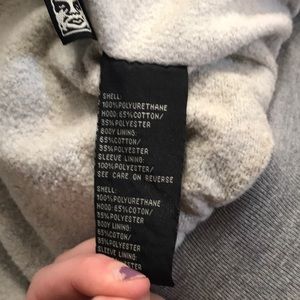 SHELL:
100%POLYURETHANE
HOOD: 65%COTTON/
35%POLYESTER
BODY LINING:
65%COTTON/
35%POLYESTER
SLEEVE LINING:
100%POLYESTER
SEE CARE ON REVERSE
SHELL:
100%POLYURETHANE
HOOD: 65%COTTON/
35%POLYESTER
BODY LINING:
65%COTTON/
35%POLYESTER
SLEEVE LINING:
100%POLYESTER